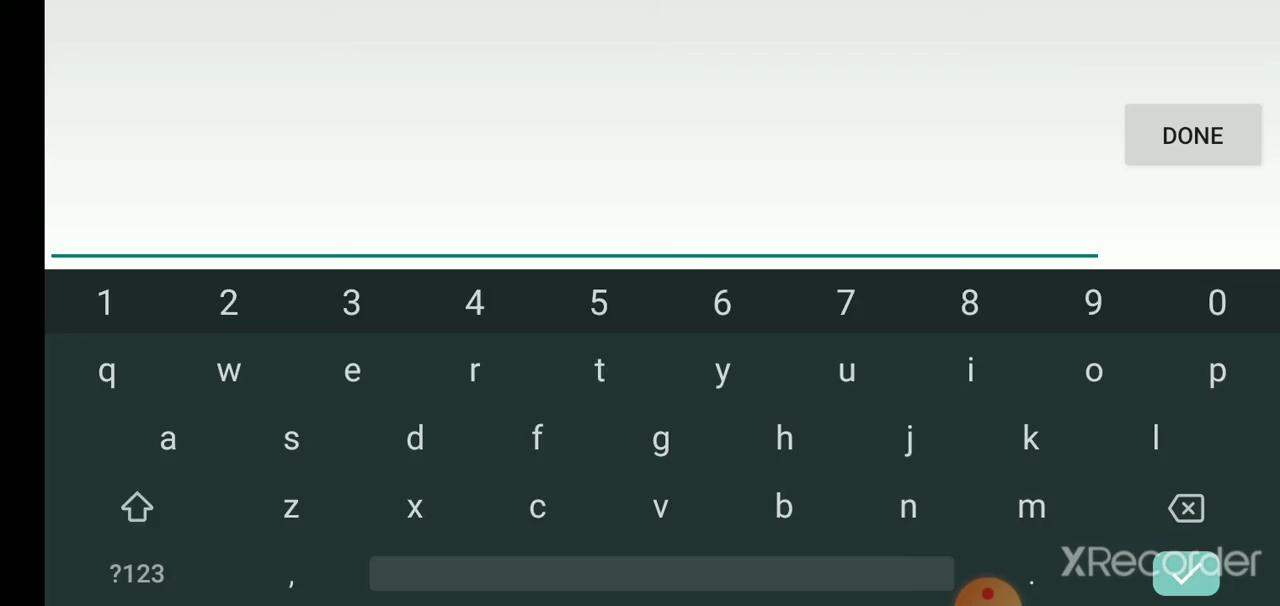 DONE
1 2 3 4 5 6 7 8 9 0
q w e r t y u i o p
a s d f g h j k l
z x c v b n m
?123 , .
XRecorder